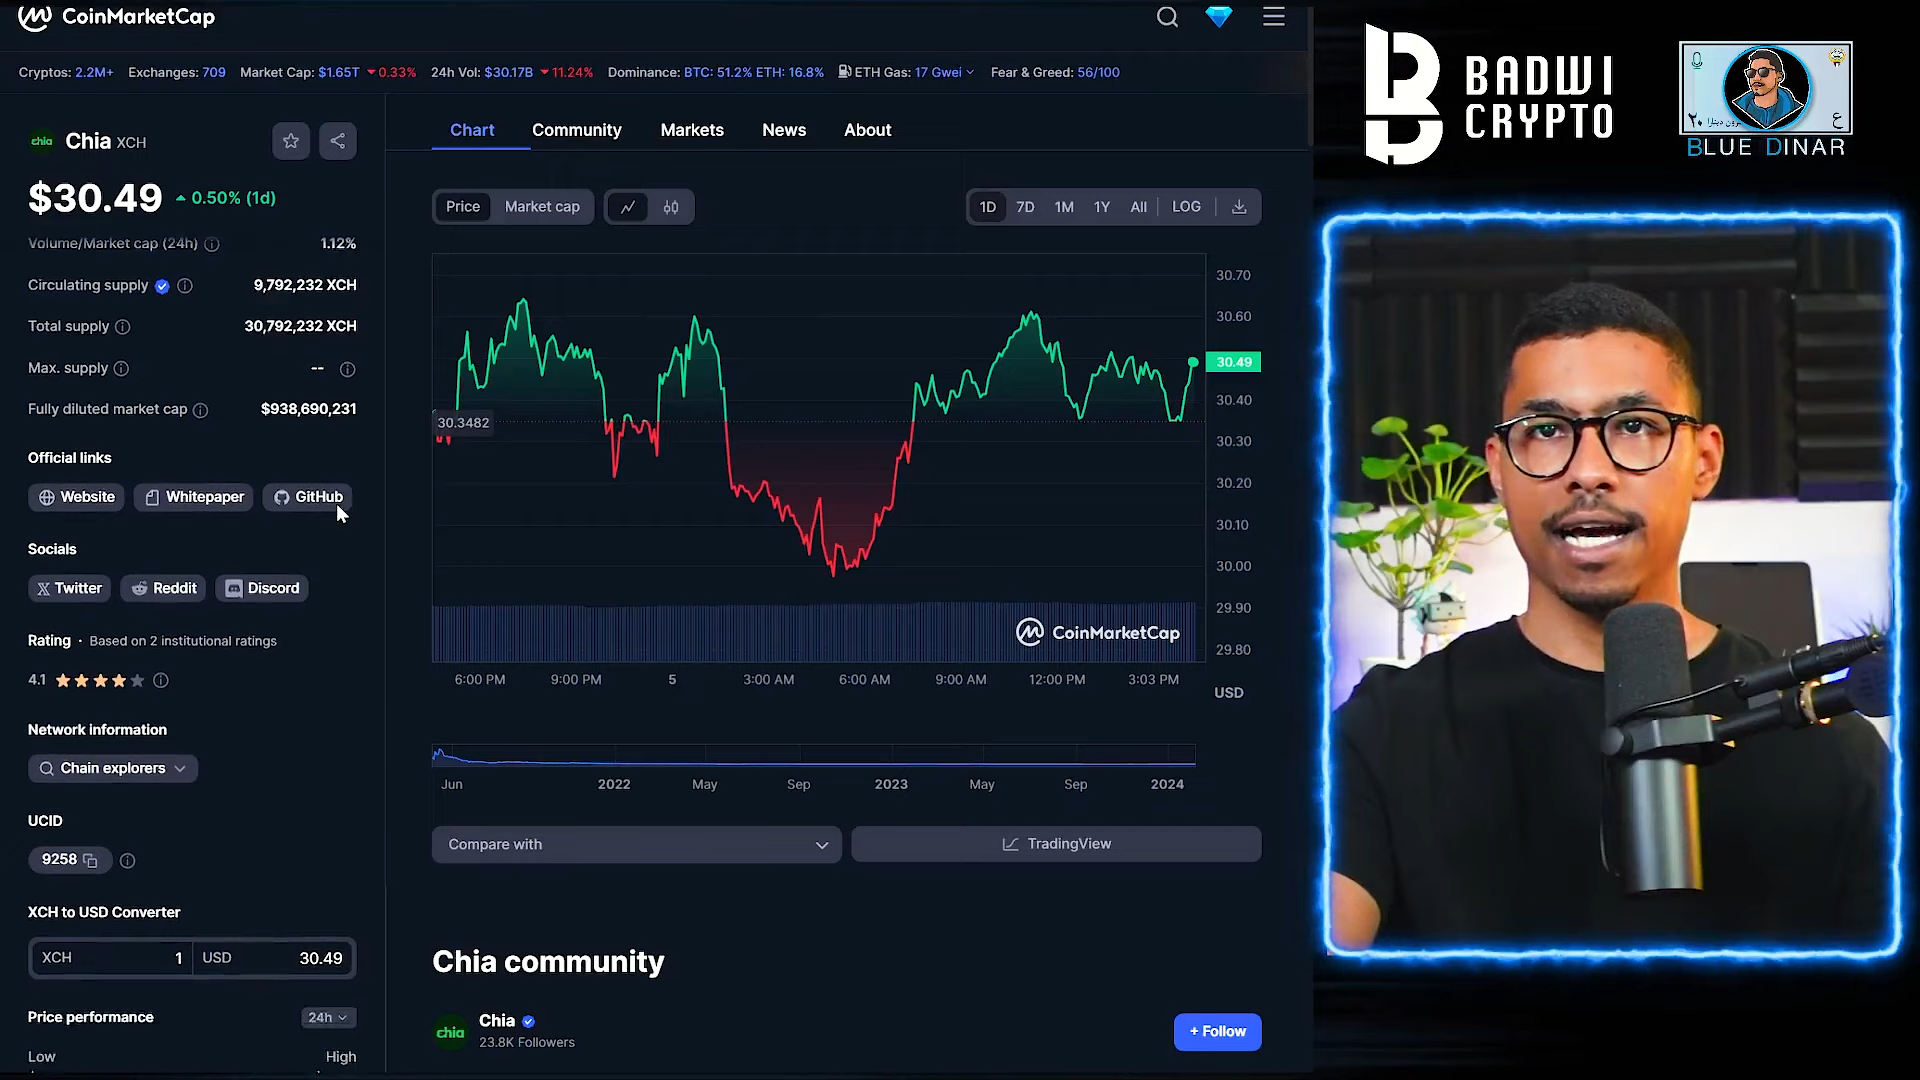 CoinMarketCap
Cryptos: 2.2M+ Exchanges: 709 Market Cap: $1.65T 0.33% 24h Vol: $30.17B 11.24% Dominance: BTC: 51.2% ETH: 16.8% ETH Gas: 17 Gwei Fear & Greed: 56/100
Chia XCH
$30.49 0.50% (1d)
Volume/Market cap (24h) 1.12%
Circulating supply 9,792,232 XCH
Total supply 30,792,232 XCH
Max. supply --
Fully diluted market cap $938,690,231
Official links
Website Whitepaper GitHub
Socials
Twitter Reddit Discord
Rating · Based on 2 institutional ratings
4.1
Network information
Chain explorers
UCID
9258
XCH to USD Converter
XCH 1 USD 30.49
Price performance 24h
Low High
Chart Community Markets News About
Price Market cap 1D 7D 1M 1Y All LOG
30.70
30.60
30.49
30.40
30.3482
30.30
30.20
30.10
30.00
29.90
29.80
CoinMarketCap
6:00 PM 9:00 PM 5 3:00 AM 6:00 AM 9:00 AM 12:00 PM 3:03 PM
USD
Jun 2022 May Sep 2023 May Sep 2024
Compare with TradingView
Chia community
chia Chia
23.8K Followers
+ Follow
BADWI
CRYPTO
٢٠
ع
BLUE DINAR